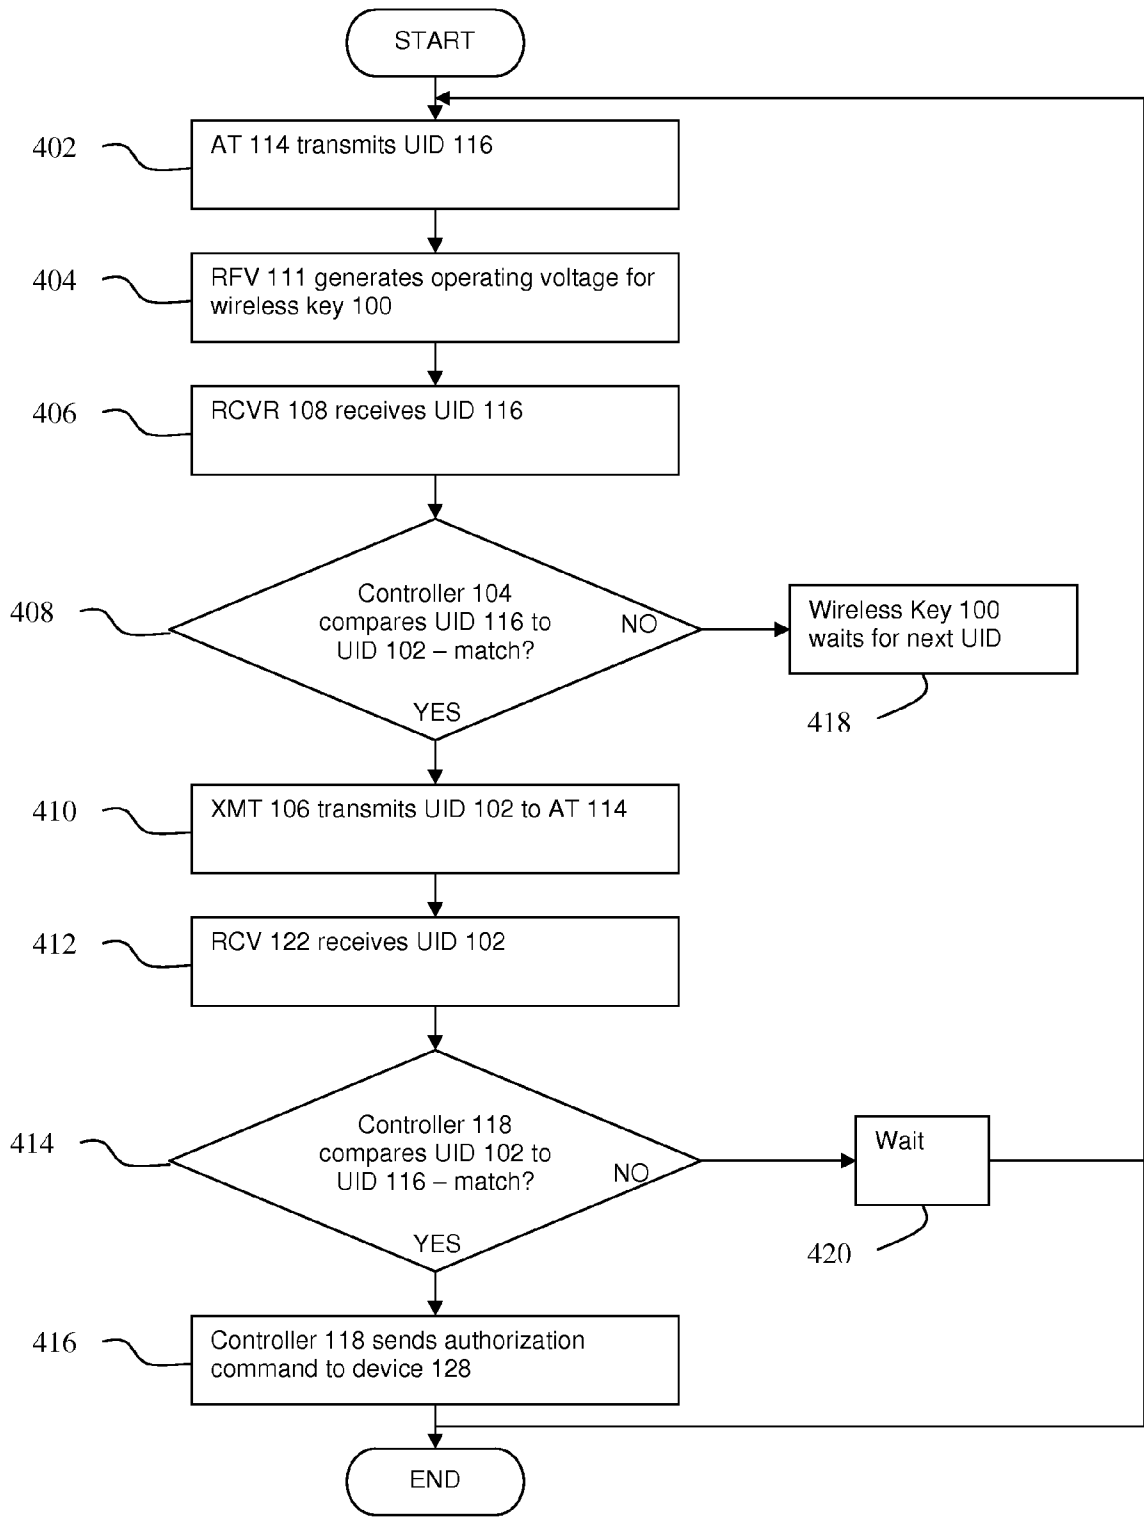 START
402
AT 114 transmits UID 116
404
RFV 111 generates operating voltage for
wireless key 100
406
RCVR 108 receives UID 116
408
Controller 104
compares UID 116 to
UID 102 – match?
NO
YES
Wireless Key 100
waits for next UID
418
410
XMT 106 transmits UID 102 to AT 114
412
RCV 122 receives UID 102
414
Controller 118
compares UID 102 to
UID 116 – match?
NO
YES
Wait
420
416
Controller 118 sends authorization
command to device 128
END